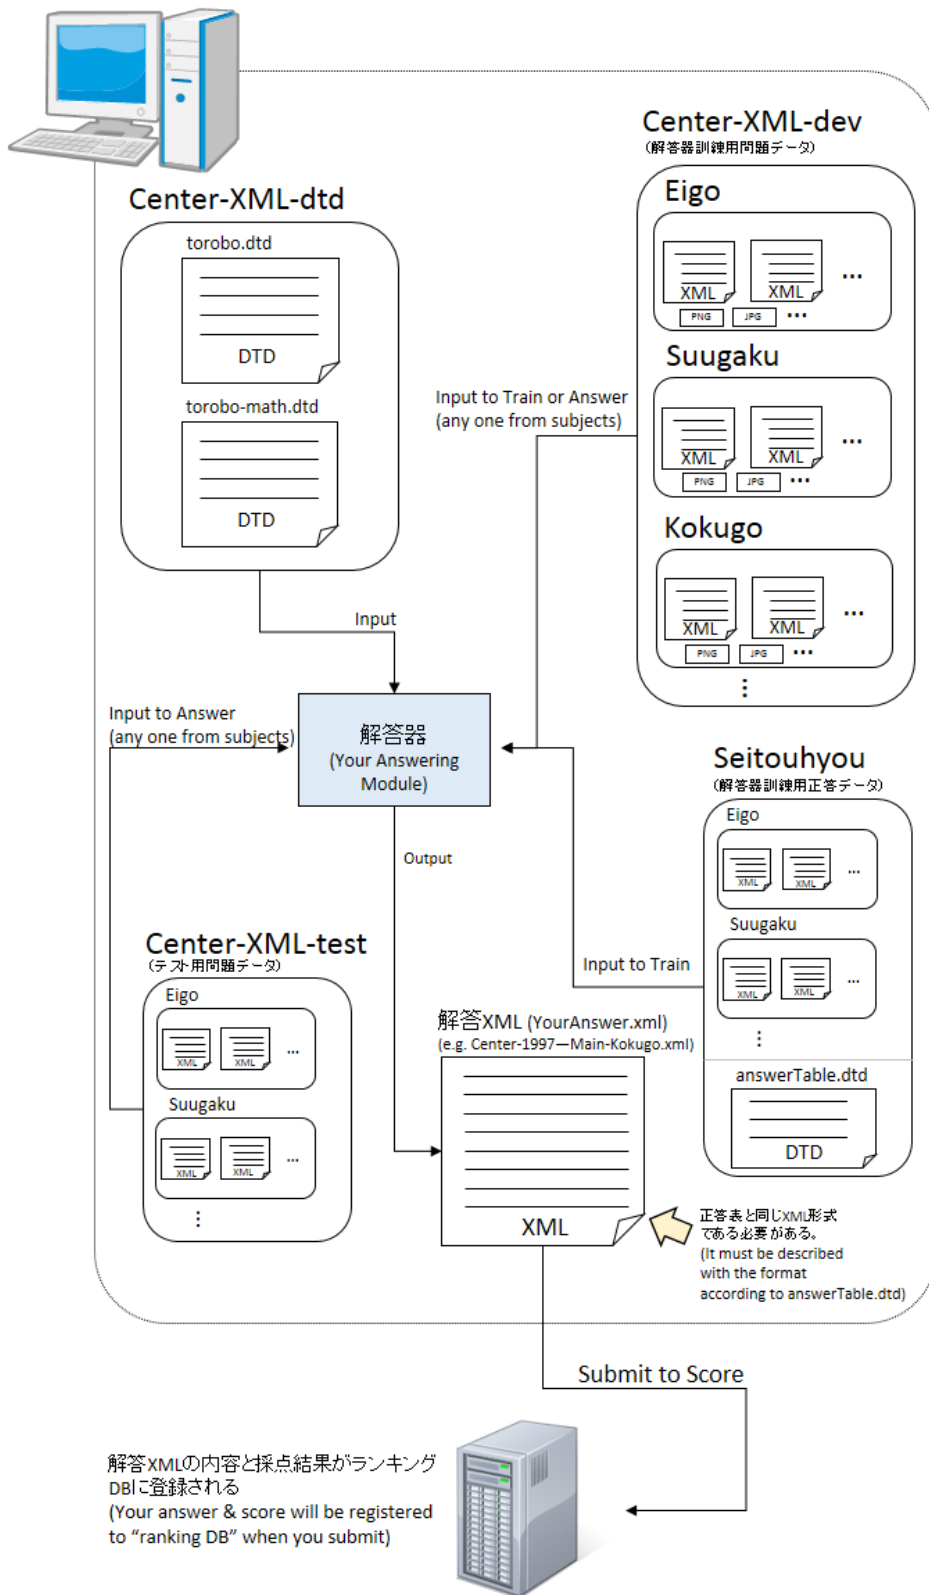 Center-XML-dev
(解答器訓練用問題データ)
Eigo
XML
XML
...
PNG
JPG
...
Suugaku
XML
XML
...
PNG
JPG
...
Kokugo
XML
XML
...
PNG
JPG
...
⋮
Center-XML-dtd
torobo.dtd
DTD
torobo-math.dtd
DTD
Input to Train or Answer
(any one from subjects)
Input
Input to Answer
(any one from subjects)
解答器
(Your Answering
Module)
Output
Seitouhyou
(解答器訓練用正答データ)
Eigo
XML
XML
...
Suugaku
XML
XML
...
⋮
answerTable.dtd
DTD
Input to Train
Center-XML-test
(テスト用問題データ)
Eigo
XML
XML
...
Suugaku
XML
XML
...
⋮
解答XML (YourAnswer.xml)
(e.g. Center-1997—Main-Kokugo.xml)
XML
正答表と同じXML形式
である必要がある。
(It must be described
with the format
according to answerTable.dtd)
Submit to Score
解答XMLの内容と採点結果がランキング
DBに登録される
(Your answer & score will be registered
to “ranking DB” when you submit)